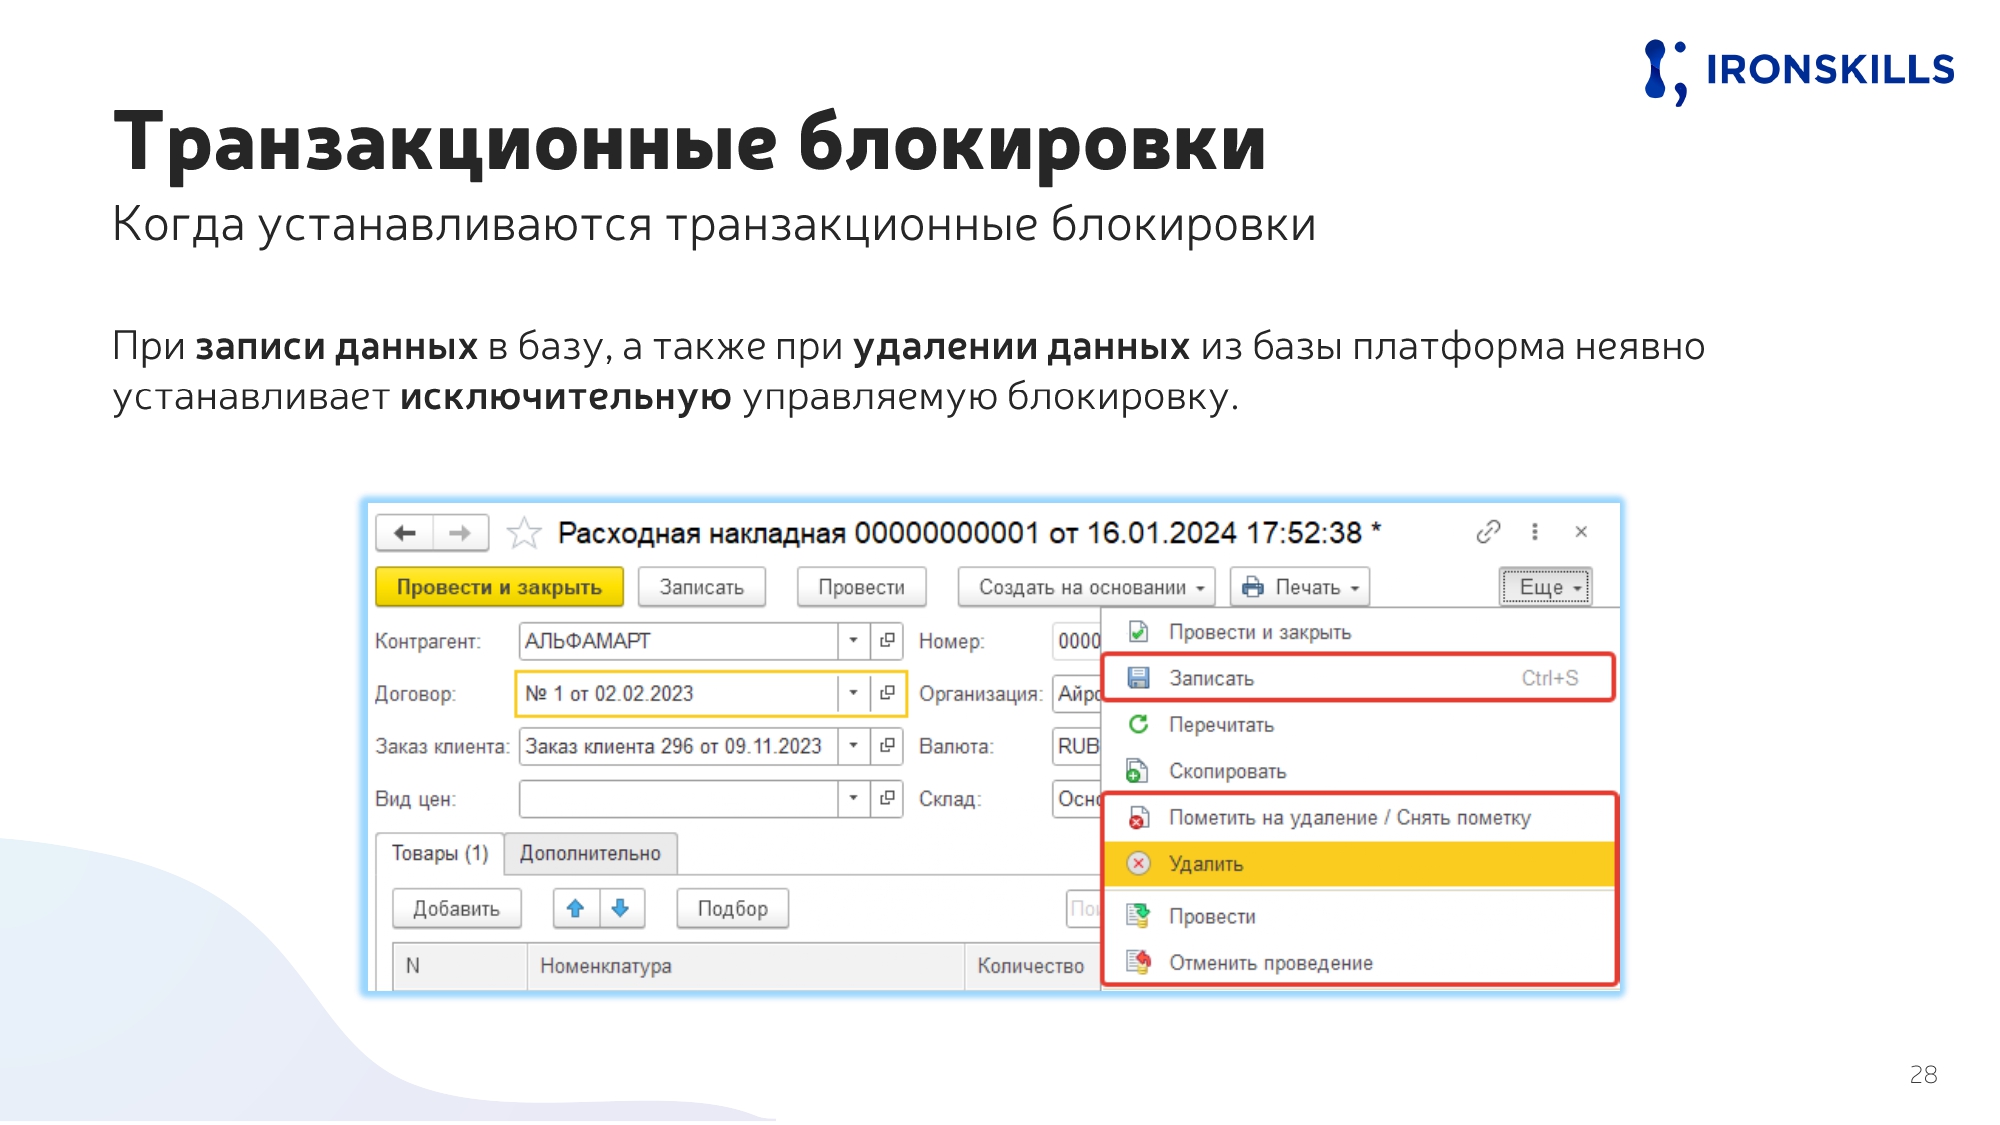 IRONSKILLS
Транзакционные блокировки
Когда устанавливаются транзакционные блокировки
При записи данных в базу, а также при удалении данных из базы платформа неявно
устанавливает исключительную управляемую блокировку.
Расходная накладная 00000000001 от 16.01.2024 17:52:38 *
Провести и закрыть Записать Провести Создать на основании Печать Еще
Контрагент: АЛЬФАМАРТ Номер: 0000
Договор: № 1 от 02.02.2023 Организация: Айро
Заказ клиента: Заказ клиента 296 от 09.11.2023 Валюта: RUB
Вид цен: Склад: Осно
Товары (1) Дополнительно
Добавить Подбор Пои
N Номенклатура Количество
Провести и закрыть
Записать Ctrl+S
Перечитать
Скопировать
Пометить на удаление / Снять пометку
Удалить
Провести
Отменить проведение
28